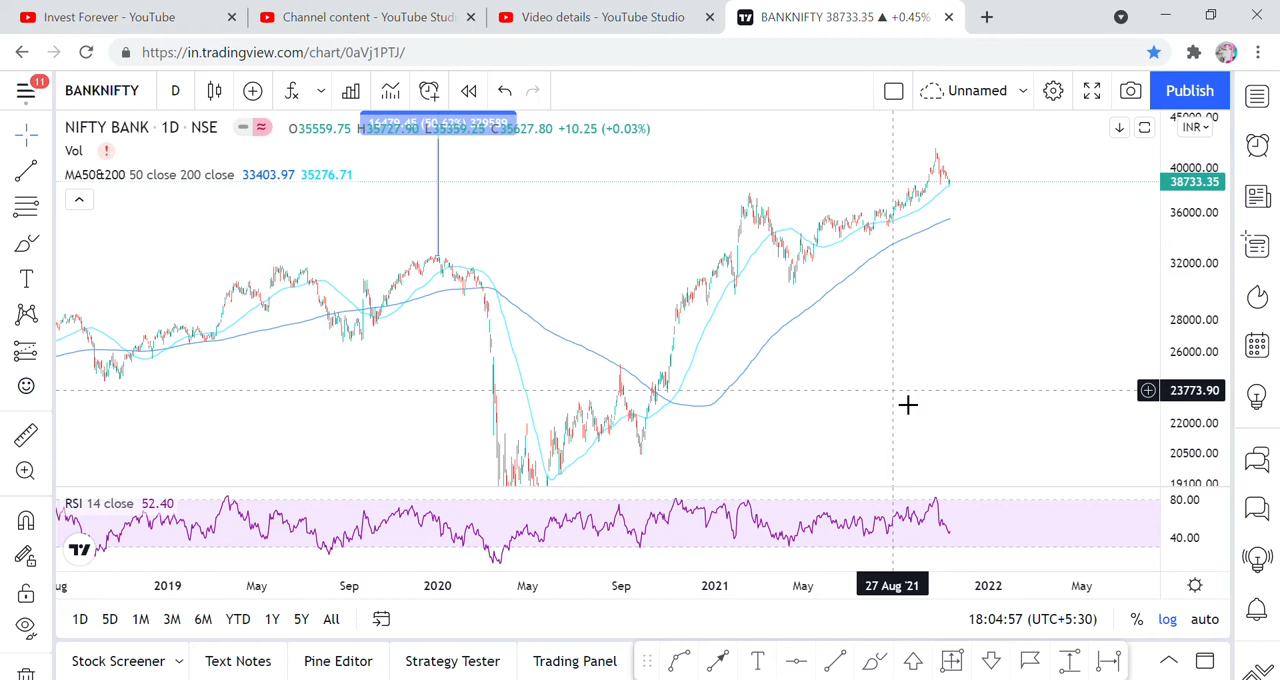 Invest Forever - YouTube
Channel content - YouTube Studi
Video details - YouTube Studio
BANKNIFTY 38733.35 ▲ +0.45%
https://in.tradingview.com/chart/0aVj1PTJ/
11
BANKNIFTY
D
Unnamed
Publish
NIFTY BANK · 1D · NSE
O35559.75 H35727.90 L35359.25 C35627.80 +10.25 (+0.03%)
INR
Vol
MA50&200 50 close 200 close 33403.97 35276.71
45000.00
40000.00
38733.35
36000.00
32000.00
28000.00
26000.00
23773.90
22000.00
20500.00
19100.00
RSI 14 close 52.40
80.00
40.00
ug
2019
May
Sep
2020
May
Sep
2021
May
27 Aug '21
2022
May
1D 5D 1M 3M 6M YTD 1Y 5Y All
18:04:57 (UTC+5:30)
%
log
auto
Stock Screener
Text Notes
Pine Editor
Strategy Tester
Trading Panel